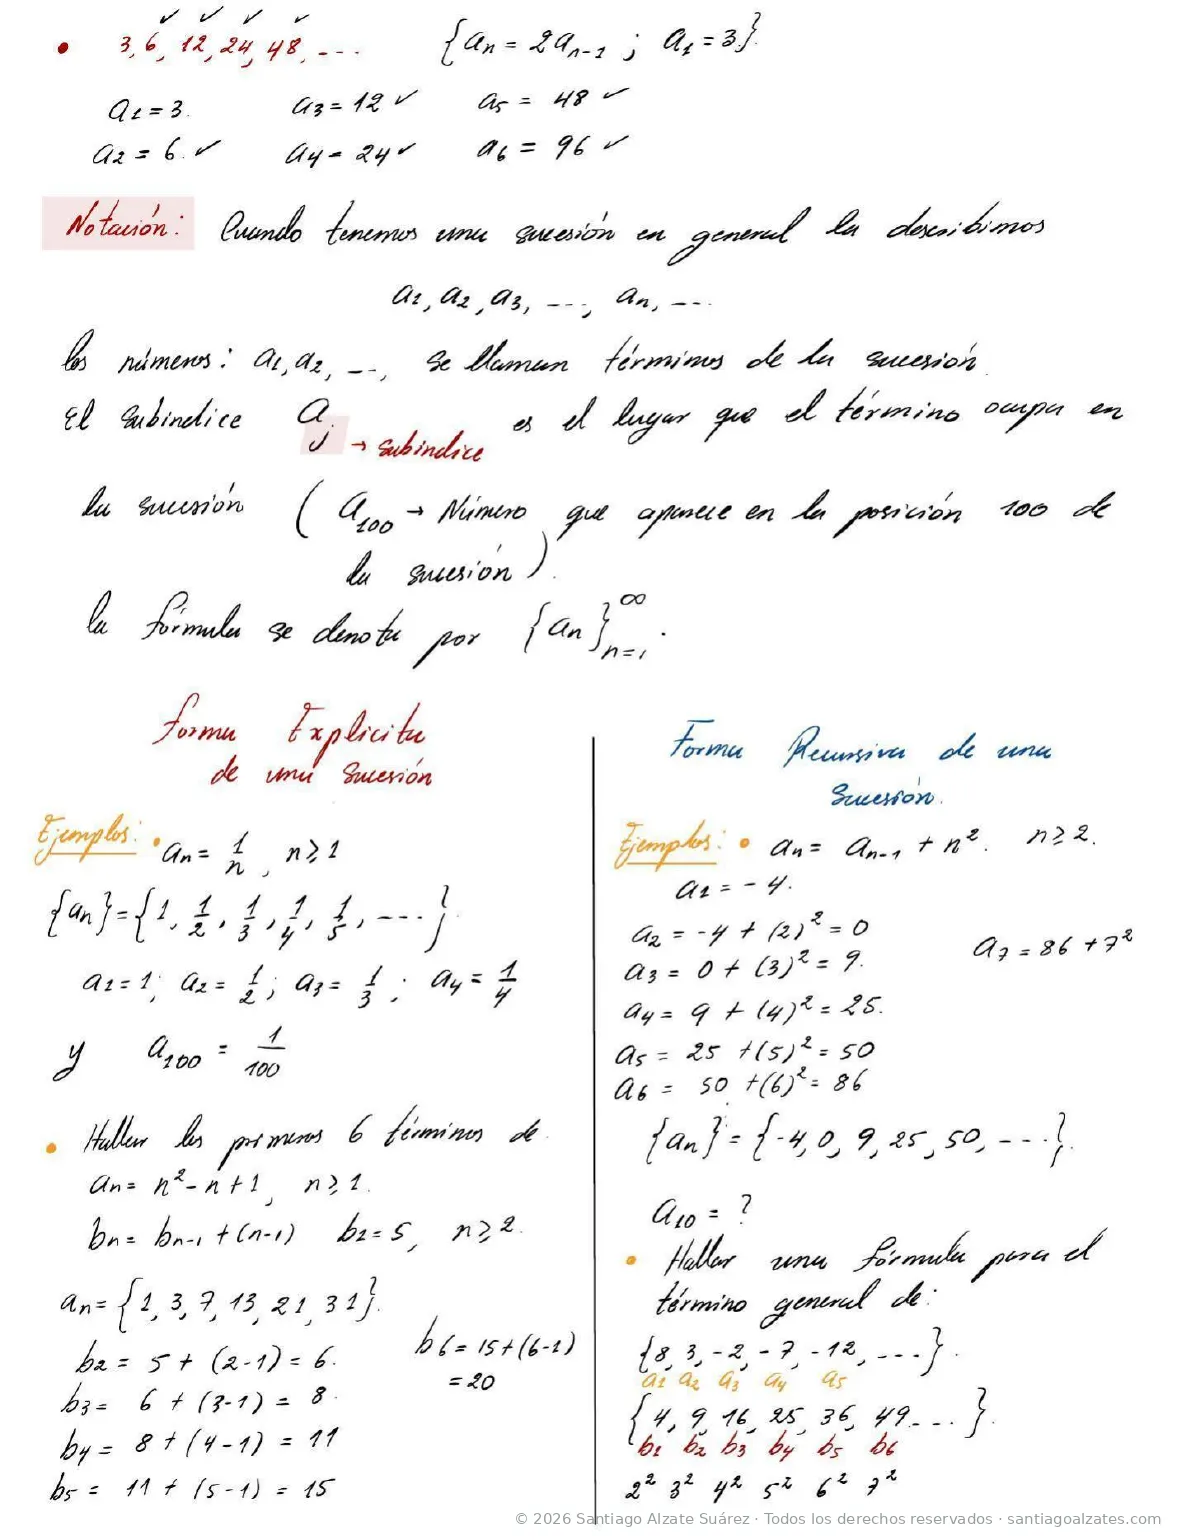 • 3, 6, 12, 24, 48, ... {an = 2an-1 ; a1 = 3}.
a1 = 3. a3 = 12 ✓ a5 = 48 ✓
a2 = 6. ✓ a4 = 24 ✓ a6 = 96 ✓
Notación: Cuando tenemos una sucesión en general la describimos
a1, a2, a3, ..., an, ...
los números: a1, a2, ..., se llaman términos de la sucesión.
El subindice aj → subindice es el lugar que el término ocupa en
la sucesión ( a100 → Número que aparece en la posición 100 de
la sucesión ).
la fórmula se denota por {an}∞n=1.
Forma Explicita
de una sucesión
Ejemplos: • an = 1/n, n ≥ 1
{an} = {1, 1/2, 1/3, 1/4, 1/5, ....}.
a1 = 1; a2 = 1/2; a3 = 1/3; a4 = 1/4
y a100 = 1/100
• Hallar los primeros 6 términos de
an = n² - n + 1, n ≥ 1.
bn = bn-1 + (n-1) b1 = 5, n ≥ 2.
an = {1, 3, 7, 13, 21, 31}.
b2 = 5 + (2-1) = 6.
b3 = 6 + (3-1) = 8.
b4 = 8 + (4-1) = 11
b5 = 11 + (5-1) = 15
b6 = 15 + (6-1)
= 20
Forma Recursiva de una
Sucesión.
Ejemplos: • an = an-1 + n². n ≥ 2.
a1 = -4.
a2 = -4 + (2)² = 0
a3 = 0 + (3)² = 9.
a4 = 9 + (4)² = 25.
a5 = 25 + (5)² = 50
a6 = 50 + (6)² = 86
a7 = 86 + 7²
{an} = {-4, 0, 9, 25, 50, ....}.
a10 = ?
• Hallar una fórmula para el
término general de:
{8, 3, -2, -7, -12, ....}.
a1 a2 a3 a4 a5
{4, 9, 16, 25, 36, 49 ... }.
b1 b2 b3 b4 b5 b6
2² 3² 4² 5² 6² 7²
© 2026 Santiago Alzate Suárez · Todos los derechos reservados · santiagoalzates.com